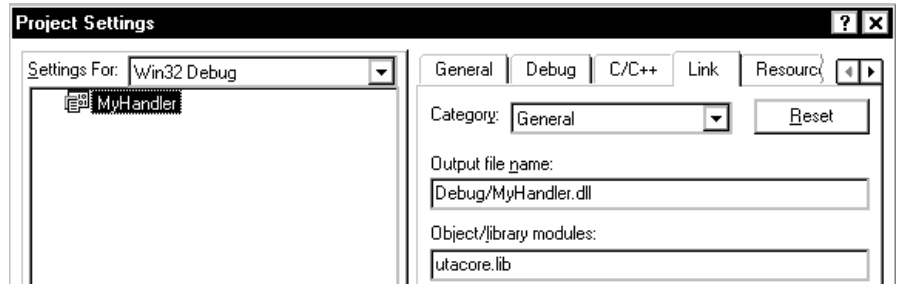 Project Settings
Settings For: Win32 Debug
MyHandler
General Debug C/C++ Link
Category: General Reset
Output file name:
Debug/MyHandler.dll
Object/library modules:
utacore.lib